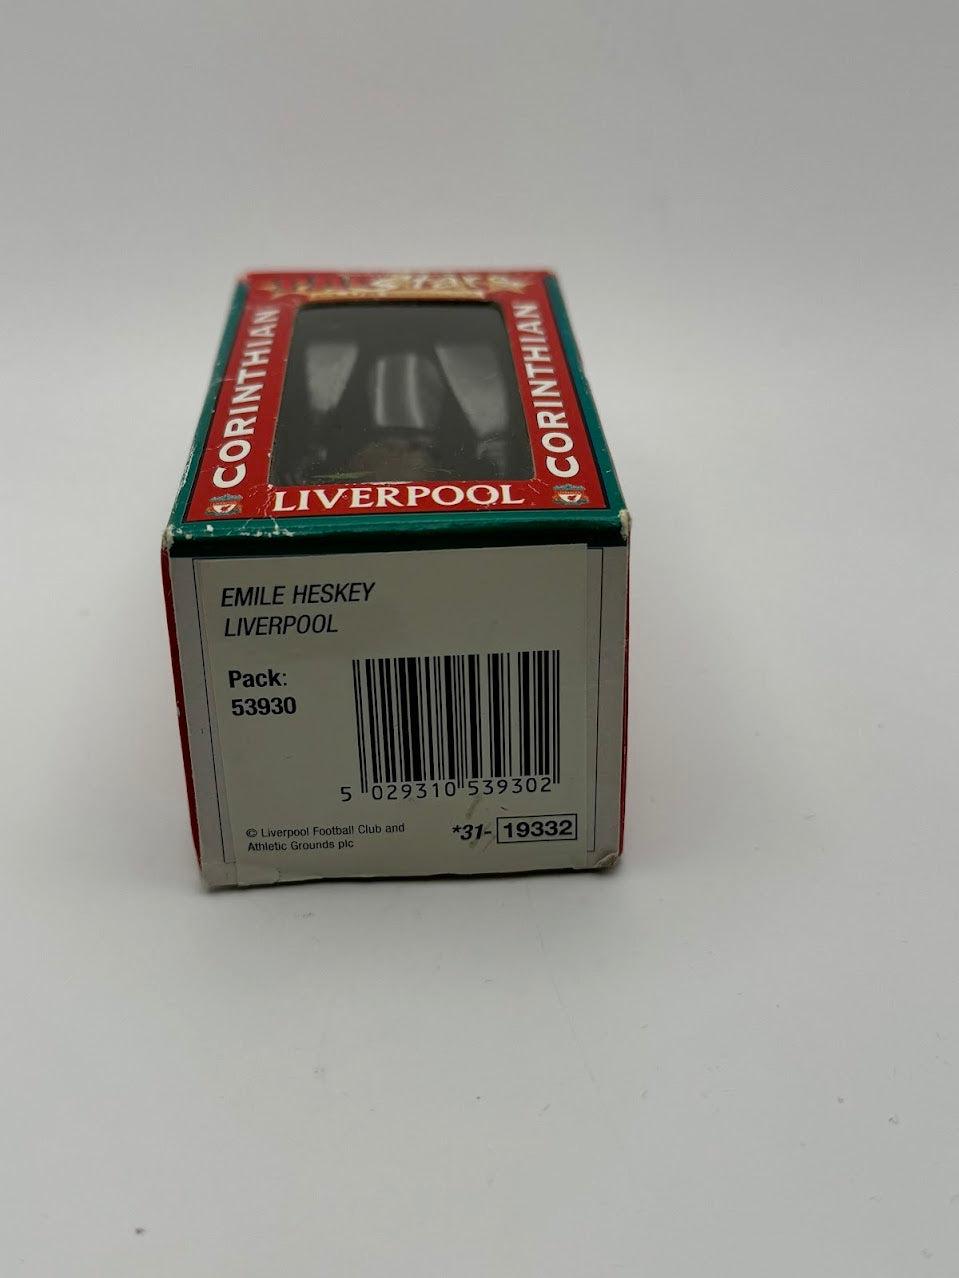 Stars
CORINTHIAN
CORINTHIAN
LIVERPOOL
EMILE HESKEY
LIVERPOOL
Pack:
53930
5 029310 539302
© Liverpool Football Club and
Athletic Grounds plc
*31- 19332